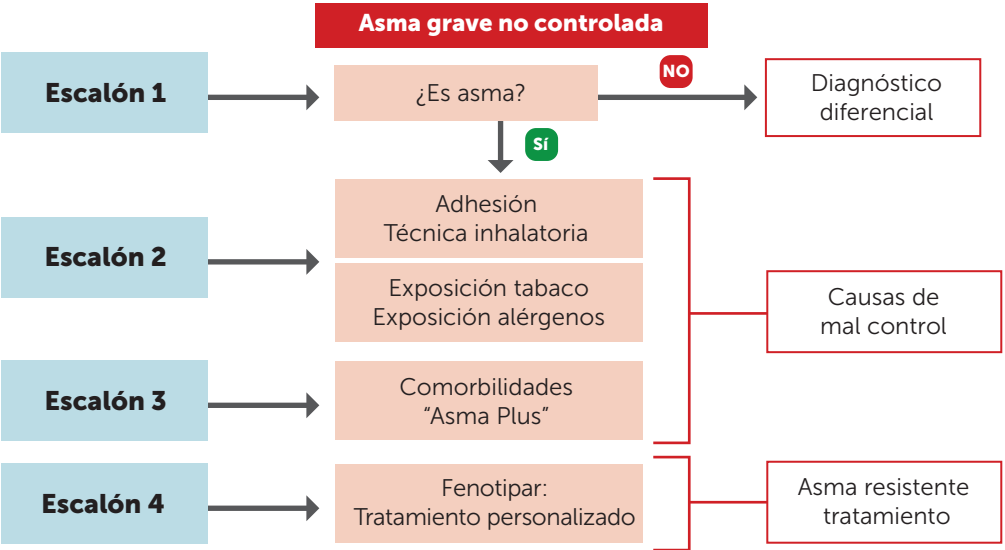 Asma grave no controlada
Escalón 1
¿Es asma?
NO
Diagnóstico
diferencial
Sí
Escalón 2
Adhesión
Técnica inhalatoria
Exposición tabaco
Exposición alérgenos
Causas de
mal control
Escalón 3
Comorbilidades
“Asma Plus”
Escalón 4
Fenotipar:
Tratamiento personalizado
Asma resistente
tratamiento